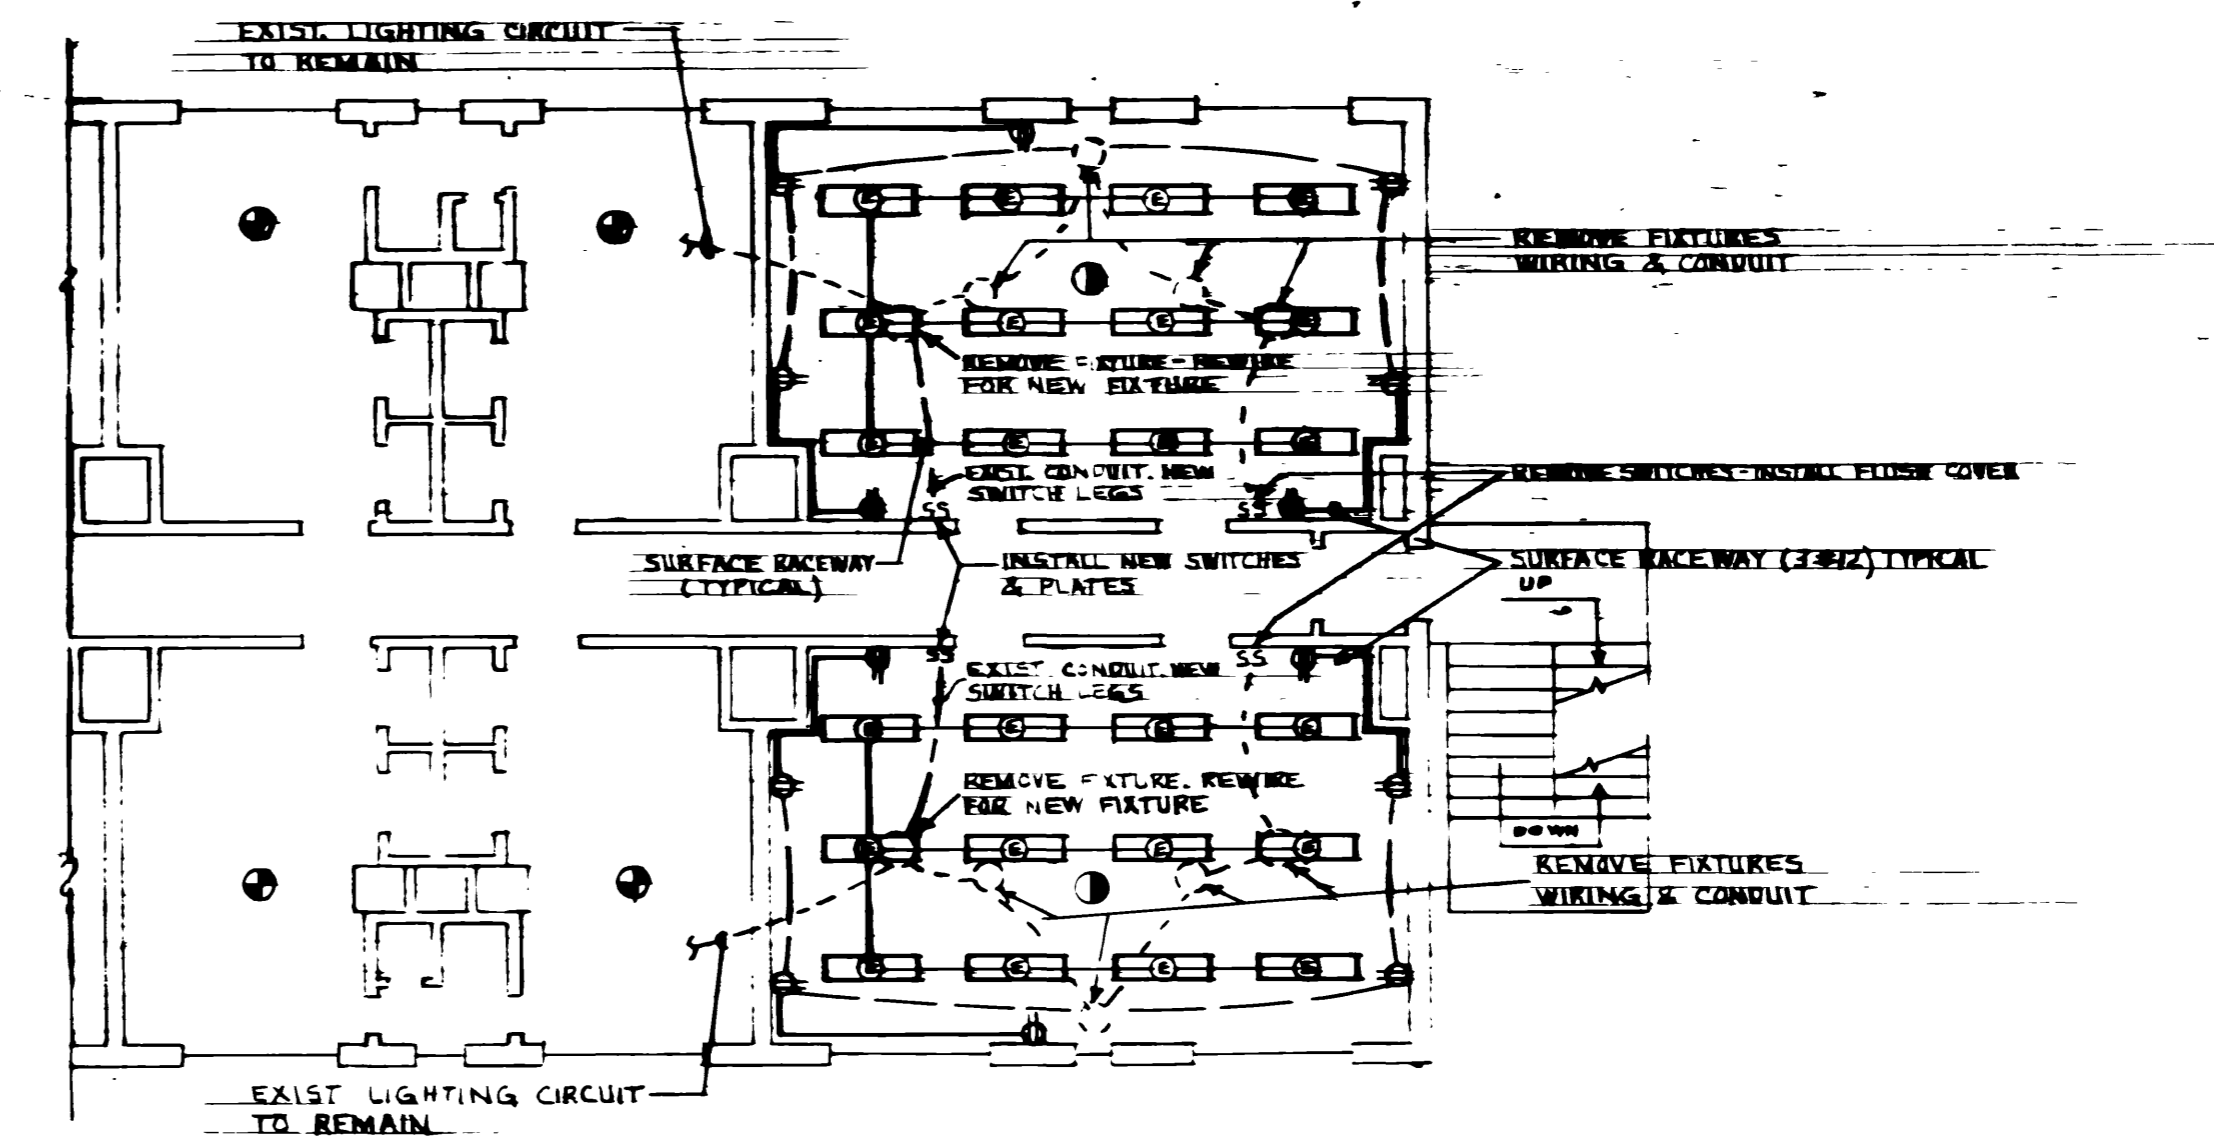 EXIST. LIGHTING CIRCUIT
TO REMAIN
E E E E
REMOVE FIXTURES
WIRING & CONDUIT
E E E E
REMOVE FIXTURE - REWIRE
FOR NEW FIXTURE
E E E E
EXIST. CONDUIT. NEW
SWITCH LEGS
REMOVE SWITCHES - INSTALL FLUSH COVER
SS SS
SURFACE RACEWAY
(TYPICAL)
INSTALL NEW SWITCHES
& PLATES
SURFACE RACEWAY (3#12) TYPICAL
UP
SS SS
EXIST CONDUIT. NEW
SWITCH LEGS
E E E E
REMOVE FIXTURE. REWIRE
FOR NEW FIXTURE
DOWN
E E E E
REMOVE FIXTURES
WIRING & CONDUIT
E E E E
EXIST LIGHTING CIRCUIT
TO REMAIN